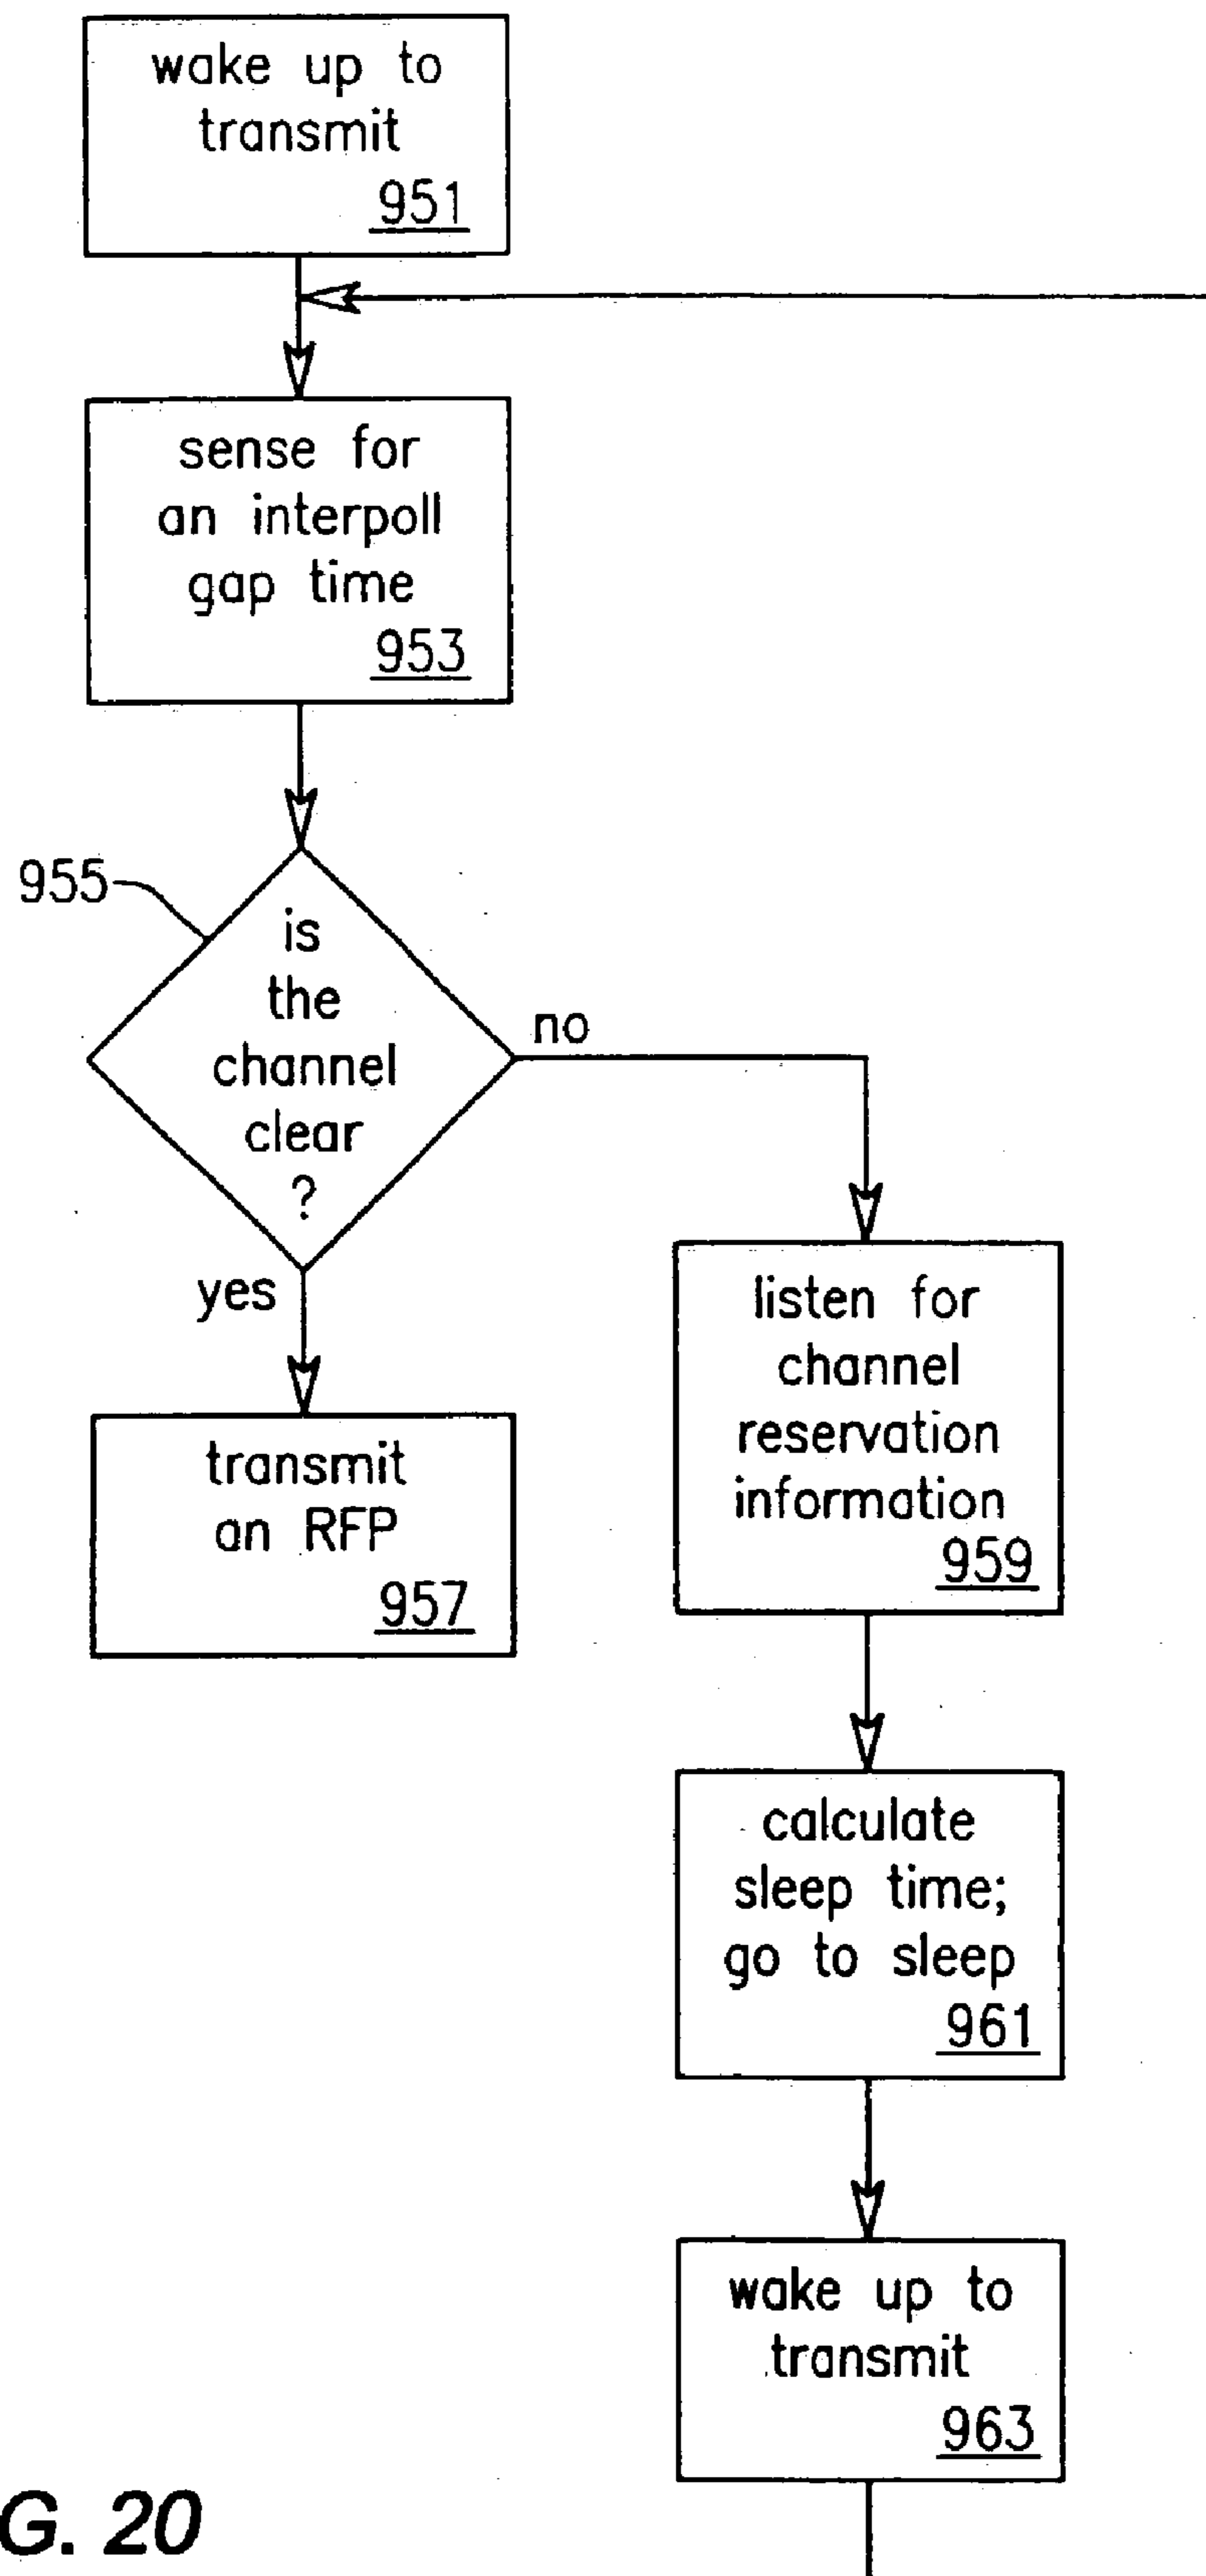 wake up to
transmit
951
sense for
an interpoll
gap time
953
955
is
the
channel
clear
?
no
yes
transmit
an RFP
957
listen for
channel
reservation
information
959
calculate
sleep time;
go to sleep
961
wake up to
transmit
963
G. 20